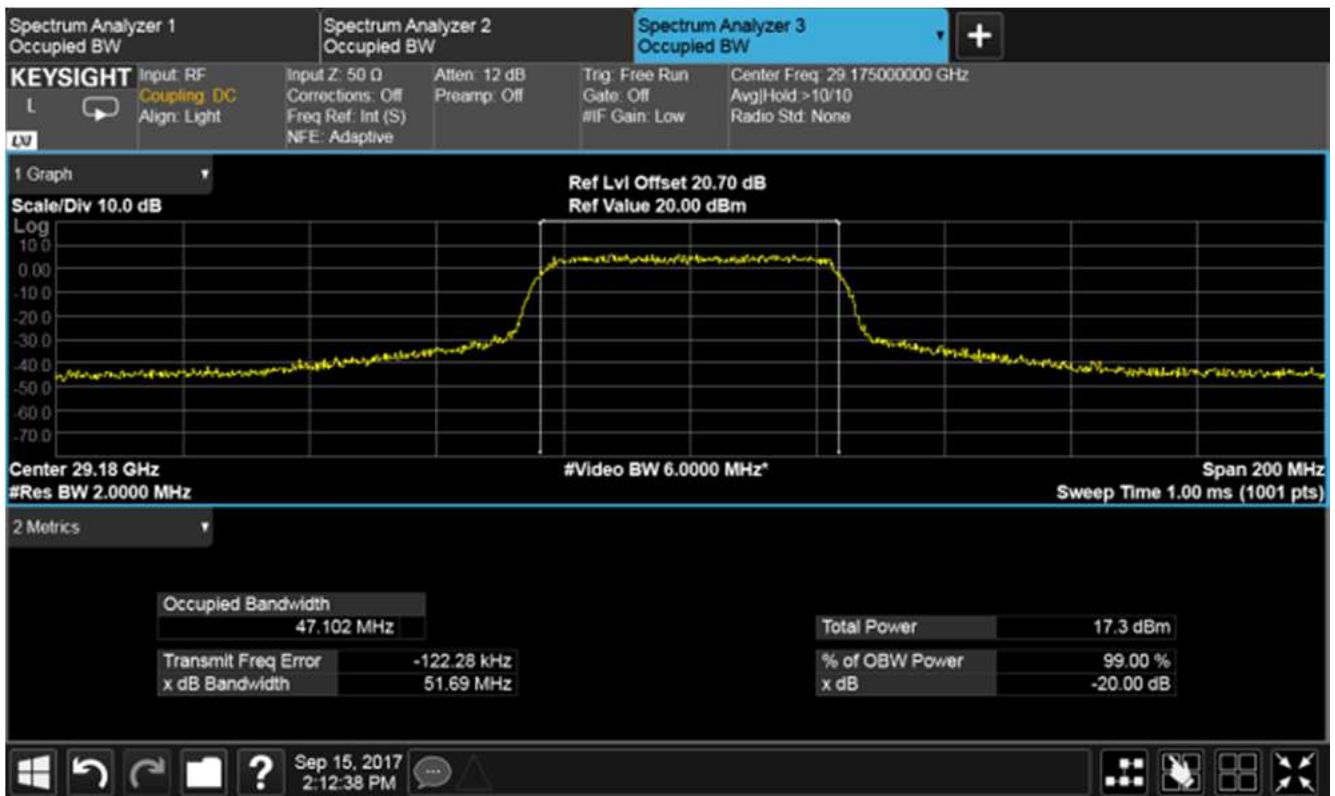 Spectrum Analyzer 1
Occupied BW
Spectrum Analyzer 2
Occupied BW
Spectrum Analyzer 3
Occupied BW
KEYSIGHT
L
LXI
Input: RF
Coupling: DC
Align: Light
Input Z: 50 Ω
Corrections: Off
Freq Ref: Int (S)
NFE: Adaptive
Atten: 12 dB
Preamp: Off
Trig: Free Run
Gate: Off
#IF Gain: Low
Center Freq: 29.175000000 GHz
Avg|Hold:>10/10
Radio Std: None
1 Graph
Scale/Div 10.0 dB
Ref Lvl Offset 20.70 dB
Ref Value 20.00 dBm
Log
10.0
0.00
-10.0
-20.0
-30.0
-40.0
-50.0
-60.0
-70.0
Center 29.18 GHz
#Res BW 2.0000 MHz
#Video BW 6.0000 MHz*
Span 200 MHz
Sweep Time 1.00 ms (1001 pts)
2 Metrics
Occupied Bandwidth
47.102 MHz
Transmit Freq Error -122.28 kHz
x dB Bandwidth 51.69 MHz
Total Power 17.3 dBm
% of OBW Power 99.00 %
x dB -20.00 dB
?
Sep 15, 2017
2:12:38 PM